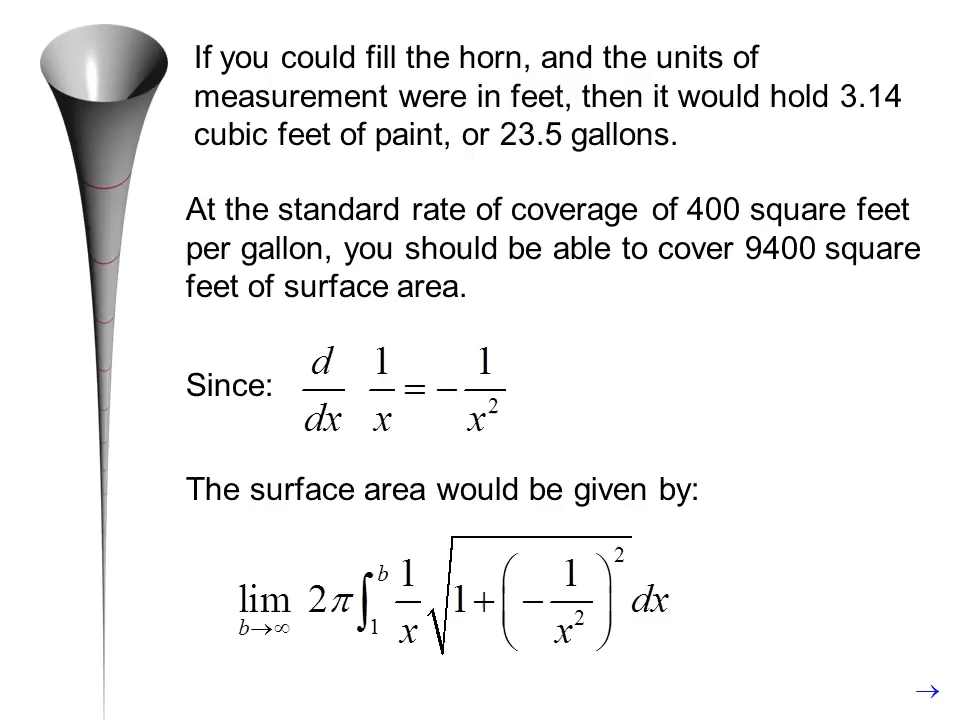 If you could fill the horn, and the units of
measurement were in feet, then it would hold 3.14
cubic feet of paint, or 23.5 gallons.
At the standard rate of coverage of 400 square feet
per gallon, you should be able to cover 9400 square
feet of surface area.
Since: d/dx 1/x = − 1/x²
The surface area would be given by:
lim b→∞ 2π ∫₁ᵇ 1/x √(1+(− 1/x²)²) dx
→